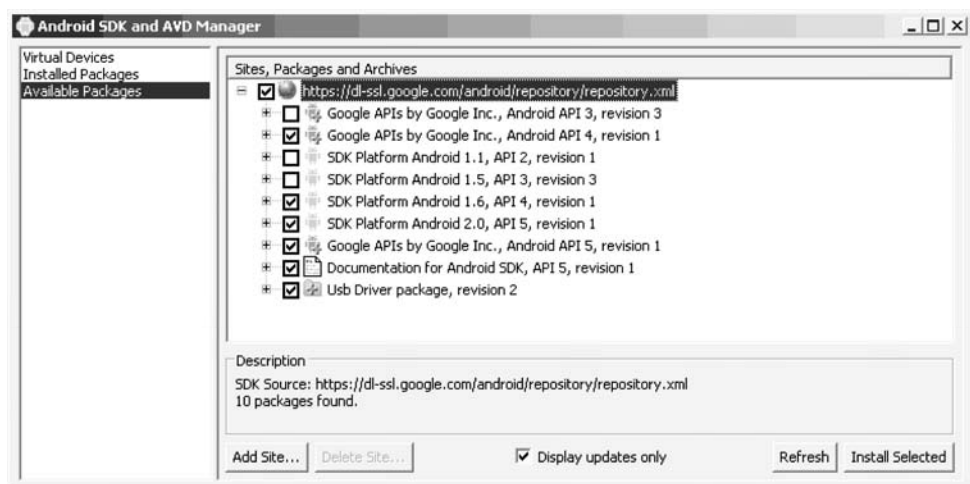 Android SDK and AVD Manager
Virtual Devices
Installed Packages
Available Packages
Sites, Packages and Archives
https://dl-ssl.google.com/android/repository/repository.xml
Google APIs by Google Inc., Android API 3, revision 3
Google APIs by Google Inc., Android API 4, revision 1
SDK Platform Android 1.1, API 2, revision 1
SDK Platform Android 1.5, API 3, revision 3
SDK Platform Android 1.6, API 4, revision 1
SDK Platform Android 2.0, API 5, revision 1
Google APIs by Google Inc., Android API 5, revision 1
Documentation for Android SDK, API 5, revision 1
Usb Driver package, revision 2
Description
SDK Source: https://dl-ssl.google.com/android/repository/repository.xml
10 packages found.
Add Site... Delete Site... Display updates only Refresh Install Selected